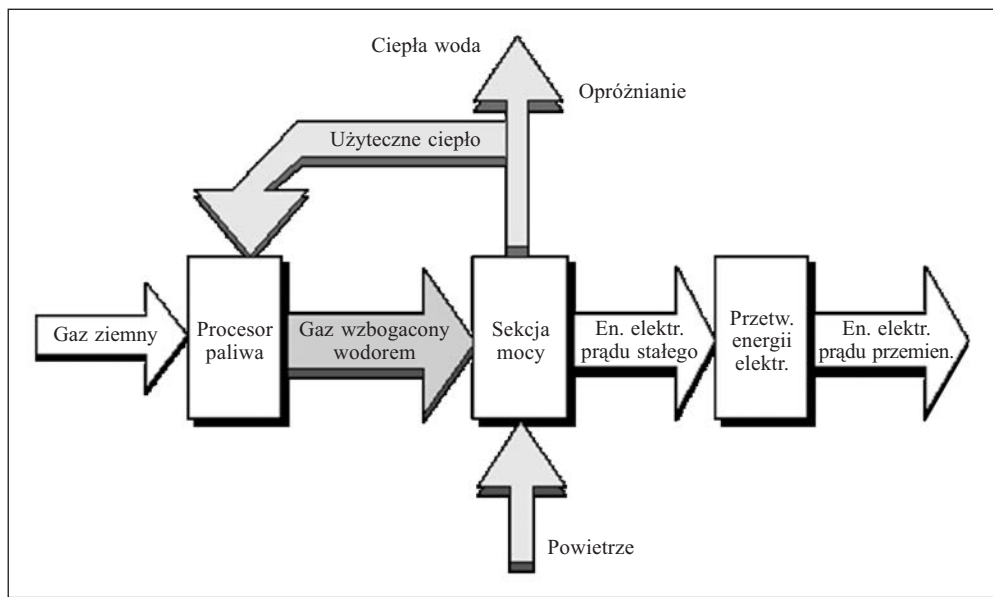 Ciepła woda
Opróżnianie
Użyteczne ciepło
Gaz ziemny
Procesor
paliwa
Gaz wzbogacony
wodorem
Sekcja
mocy
En. elektr.
prądu stałego
Przetw.
energii
elektr.
En. elektr.
prądu przemien.
Powietrze